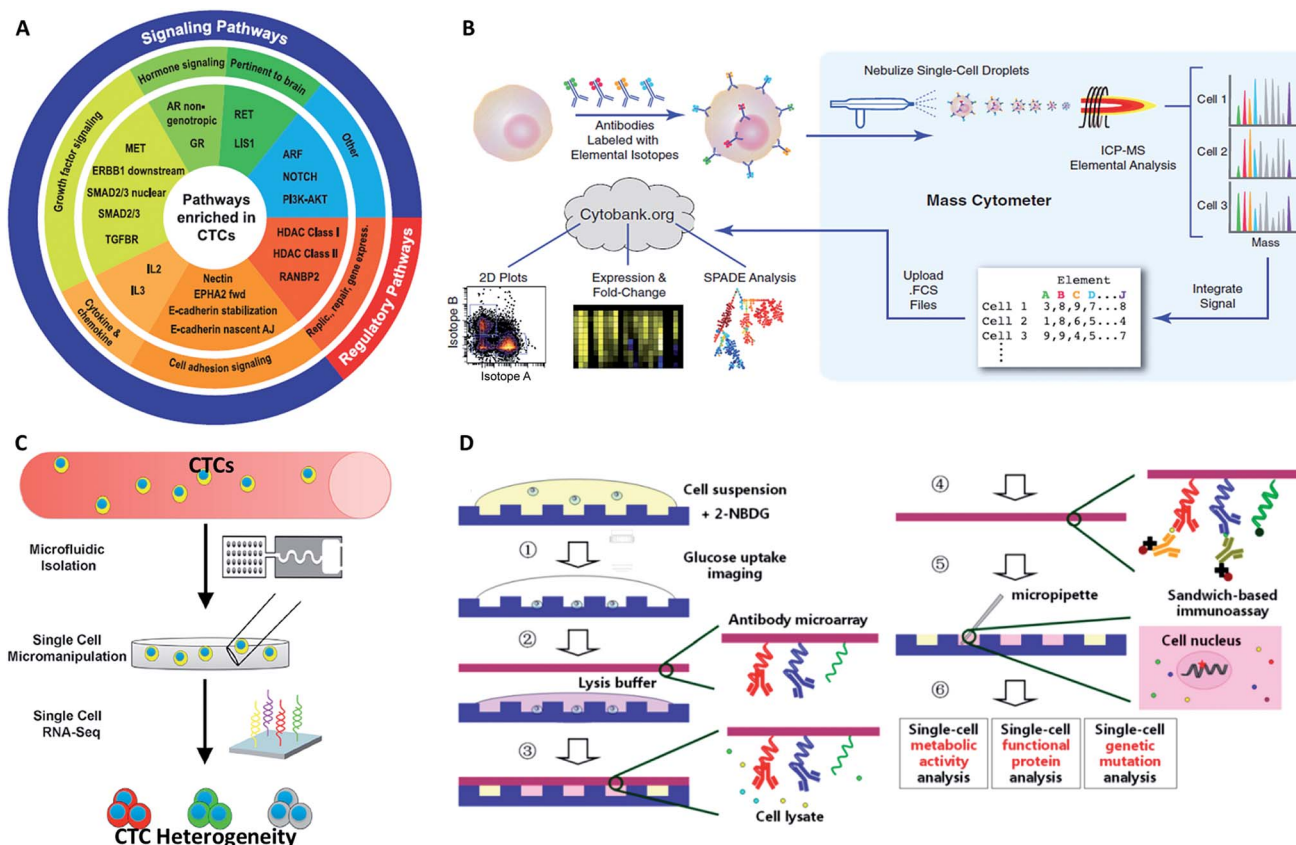 A
Signaling Pathways
Hormone signaling
Pertinent to brain
Other
Growth factor signaling
AR non-
genotropic
GR
RET
LIS1
MET
ERBB1 downstream
SMAD2/3 nuclear
SMAD2/3
TGFBR
ARF
NOTCH
PI3K-AKT
Pathways
enriched in
CTCs
HDAC Class I
HDAC Class II
RANBP2
IL2
IL3
Nectin
EPHA2 fwd
E-cadherin stabilization
E-cadherin nascent AJ
Cytokine &
chemokine
Cell adhesion signaling
Replic., repair, gene express.
Regulatory Pathways
B
Antibodies
Labeled with
Elemental Isotopes
Nebulize Single-Cell Droplets
ICP-MS
Elemental Analysis
Cell 1
Cell 2
Cell 3
Mass
Mass Cytometer
Integrate
Signal
Element
A B C D...J
Cell 1 3,8,9,7...8
Cell 2 1,8,6,5...4
Cell 3 9,9,4,5...7
Upload
.FCS
Files
Cytobank.org
2D Plots
Isotope B
Isotope A
Expression &
Fold-Change
SPADE Analysis
C
CTCs
Microfluidic
Isolation
Single Cell
Micromanipulation
Single Cell
RNA-Seq
CTC Heterogeneity
D
Cell suspension
+ 2-NBDG
①
Glucose uptake
imaging
②
Antibody microarray
Lysis buffer
③
Cell lysate
④
⑤
Sandwich-based
immunoassay
micropipette
Cell nucleus
⑥
Single-cell
metabolic
activity
analysis
Single-cell
functional
protein
analysis
Single-cell
genetic
mutation
analysis